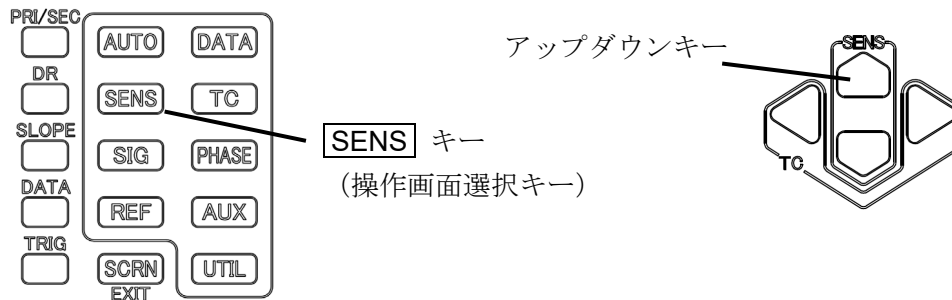 PRI/SEC
AUTO DATA
DR
SENS TC
SLOPE
SIG PHASE
DATA
REF AUX
TRIG
SCRN UTIL
EXIT
SENS キー
(操作画面選択キー)
アップダウンキー
SENS
TC